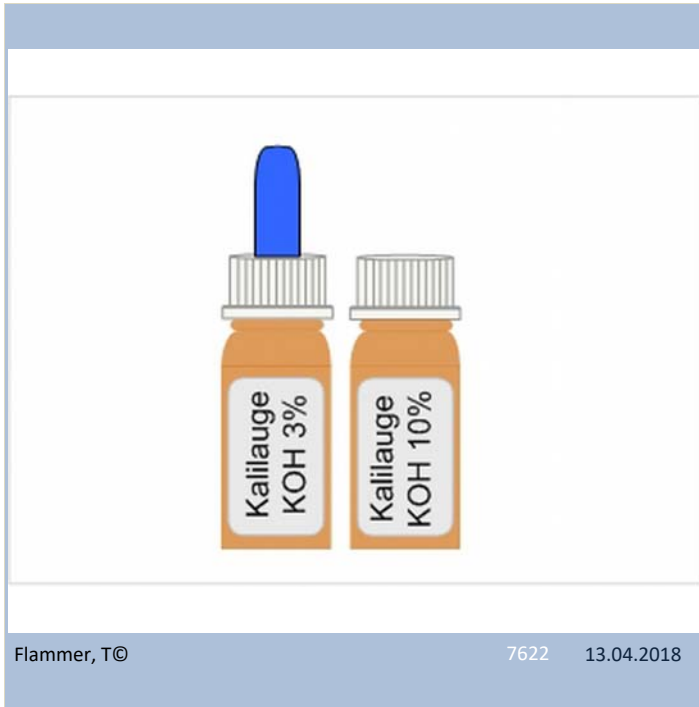 Kalilauge
KOH 3%
Kalilauge
KOH 10%
Flammer, T©
7622
13.04.2018